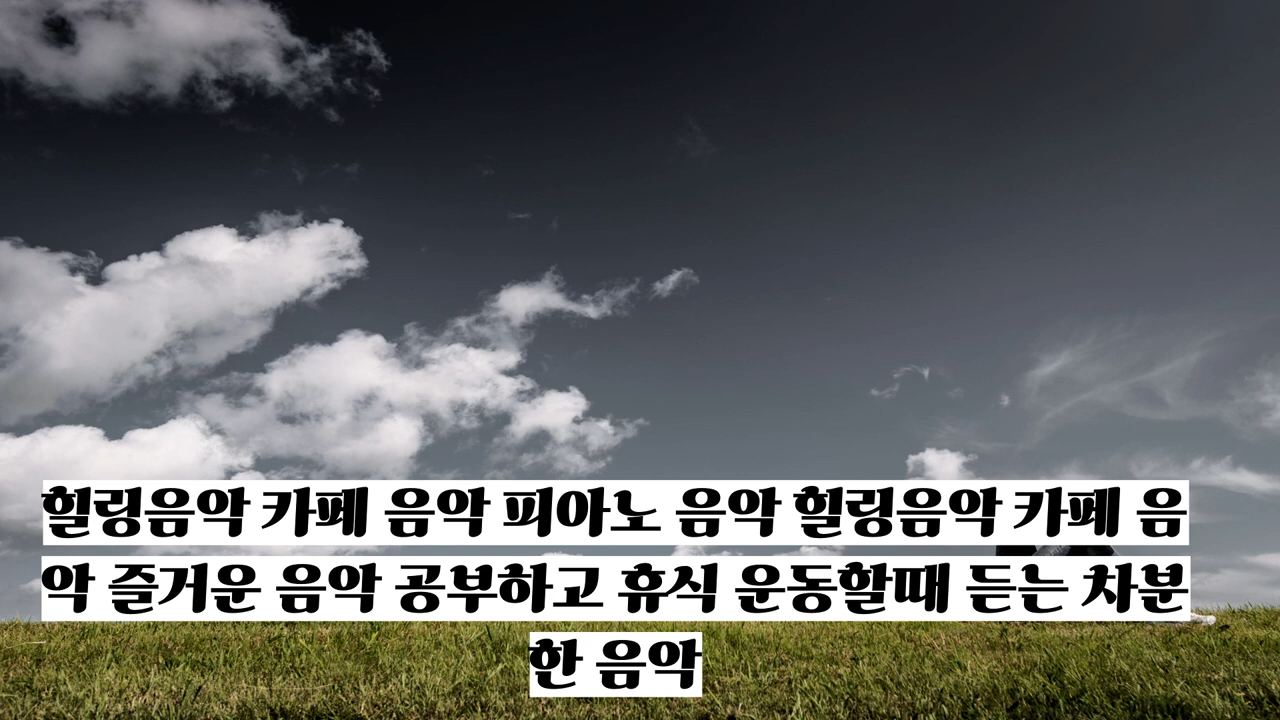 힐링음악 카페 음악 피아노 음악 힐링음악 카페 음
악 즐거운 음악 공부하고 휴식 운동할때 듣는 차분
한 음악